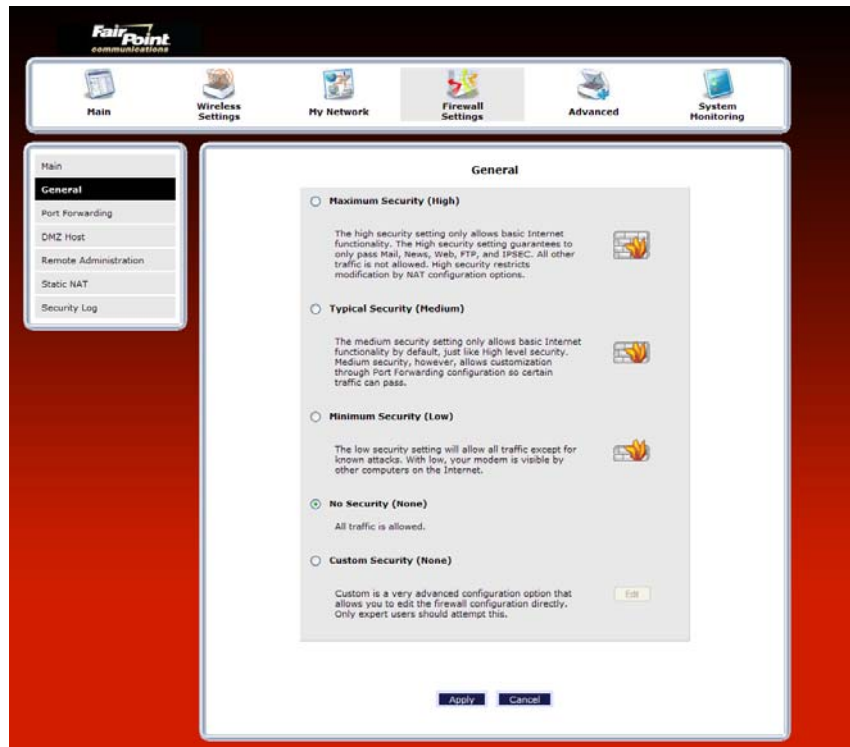 FairPoint
communications
Main
Wireless
Settings
My Network
Firewall
Settings
Advanced
System
Monitoring
Main
General
Port Forwarding
DMZ Host
Remote Administration
Static NAT
Security Log
General
Maximum Security (High)
The high security setting only allows basic Internet
functionality. The High security setting guarantees to
only pass Mail, News, Web, FTP, and IPSEC. All other
traffic is not allowed. High security restricts
modification by NAT configuration options.
Typical Security (Medium)
The medium security setting only allows basic Internet
functionality by default, just like High level security.
Medium security, however, allows customization
through Port Forwarding configuration so certain
traffic can pass.
Minimum Security (Low)
The low security setting will allow all traffic except for
known attacks. With low, your modem is visible by
other computers on the Internet.
No Security (None)
All traffic is allowed.
Custom Security (None)
Custom is a very advanced configuration option that
allows you to edit the firewall configuration directly.
Only expert users should attempt this.
Edit
Apply
Cancel